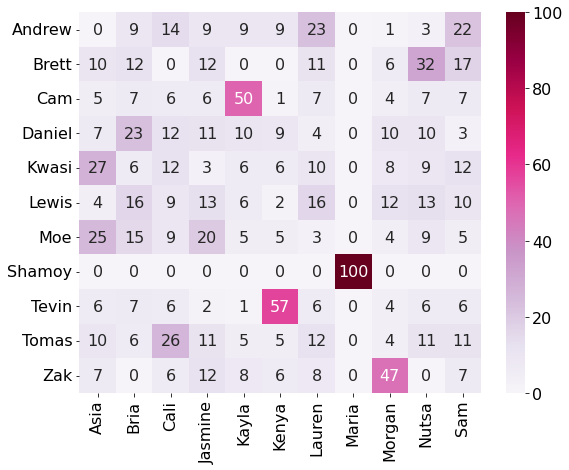 Andrew 0 9 14 9 9 9 23 0 1 3 22
Brett 10 12 0 12 0 0 11 0 6 32 17
Cam 5 7 6 6 50 1 7 0 4 7 7
Daniel 7 23 12 11 10 9 4 0 10 10 3
Kwasi 27 6 12 3 6 6 10 0 8 9 12
Lewis 4 16 9 13 6 2 16 0 12 13 10
Moe 25 15 9 20 5 5 3 0 4 9 5
Shamoy 0 0 0 0 0 0 0 100 0 0 0
Tevin 6 7 6 2 1 57 6 0 4 6 6
Tomas 10 6 26 11 5 5 12 0 4 11 11
Zak 7 0 6 12 8 6 8 0 47 0 7
Asia Bria Cali Jasmine Kayla Kenya Lauren Maria Morgan Nutsa Sam
100
80
60
40
20
0